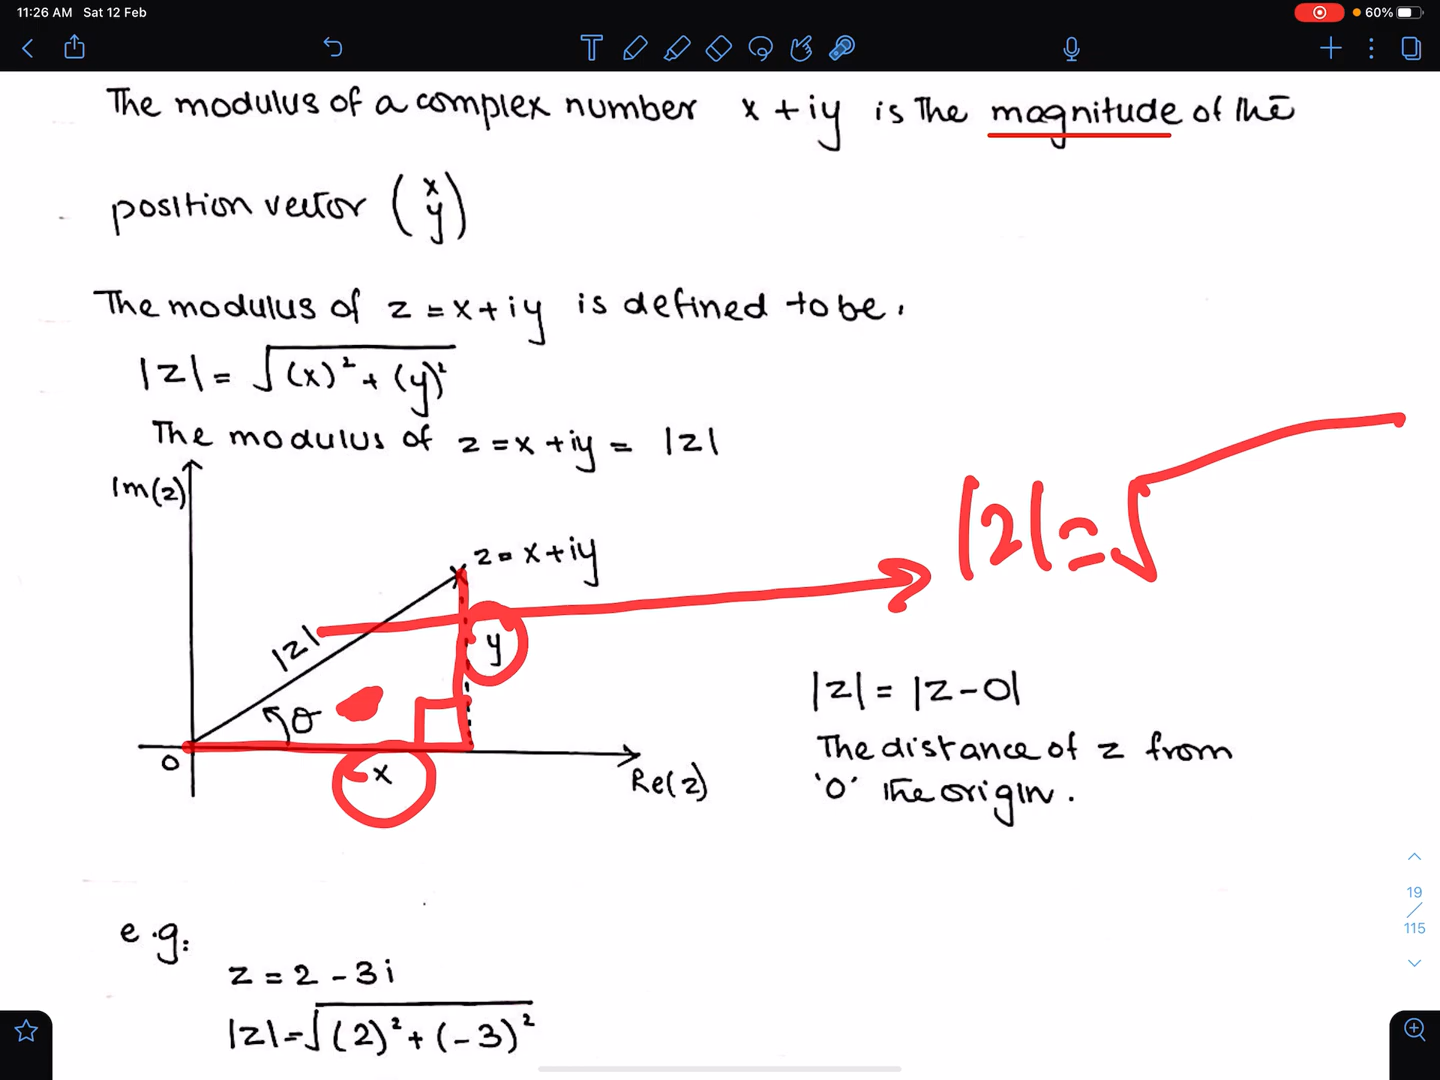 11:26 AM Sat 12 Feb
60%
T
The modulus of a complex number x + iy is the magnitude of the
position vector (x y)
The modulus of z = x + iy is defined to be.
|z| = √(x)² + (y)²
The modulus of z = x + iy = |z|
Im(z)
z = x + iy
|z| = √
|z|
y
θ
|z| = |z - 0|
0
x
Re(z)
The distance of z from
'0' the origin.
19
/
115
e.g:
z = 2 - 3i
|z| = √(2)² + (-3)²